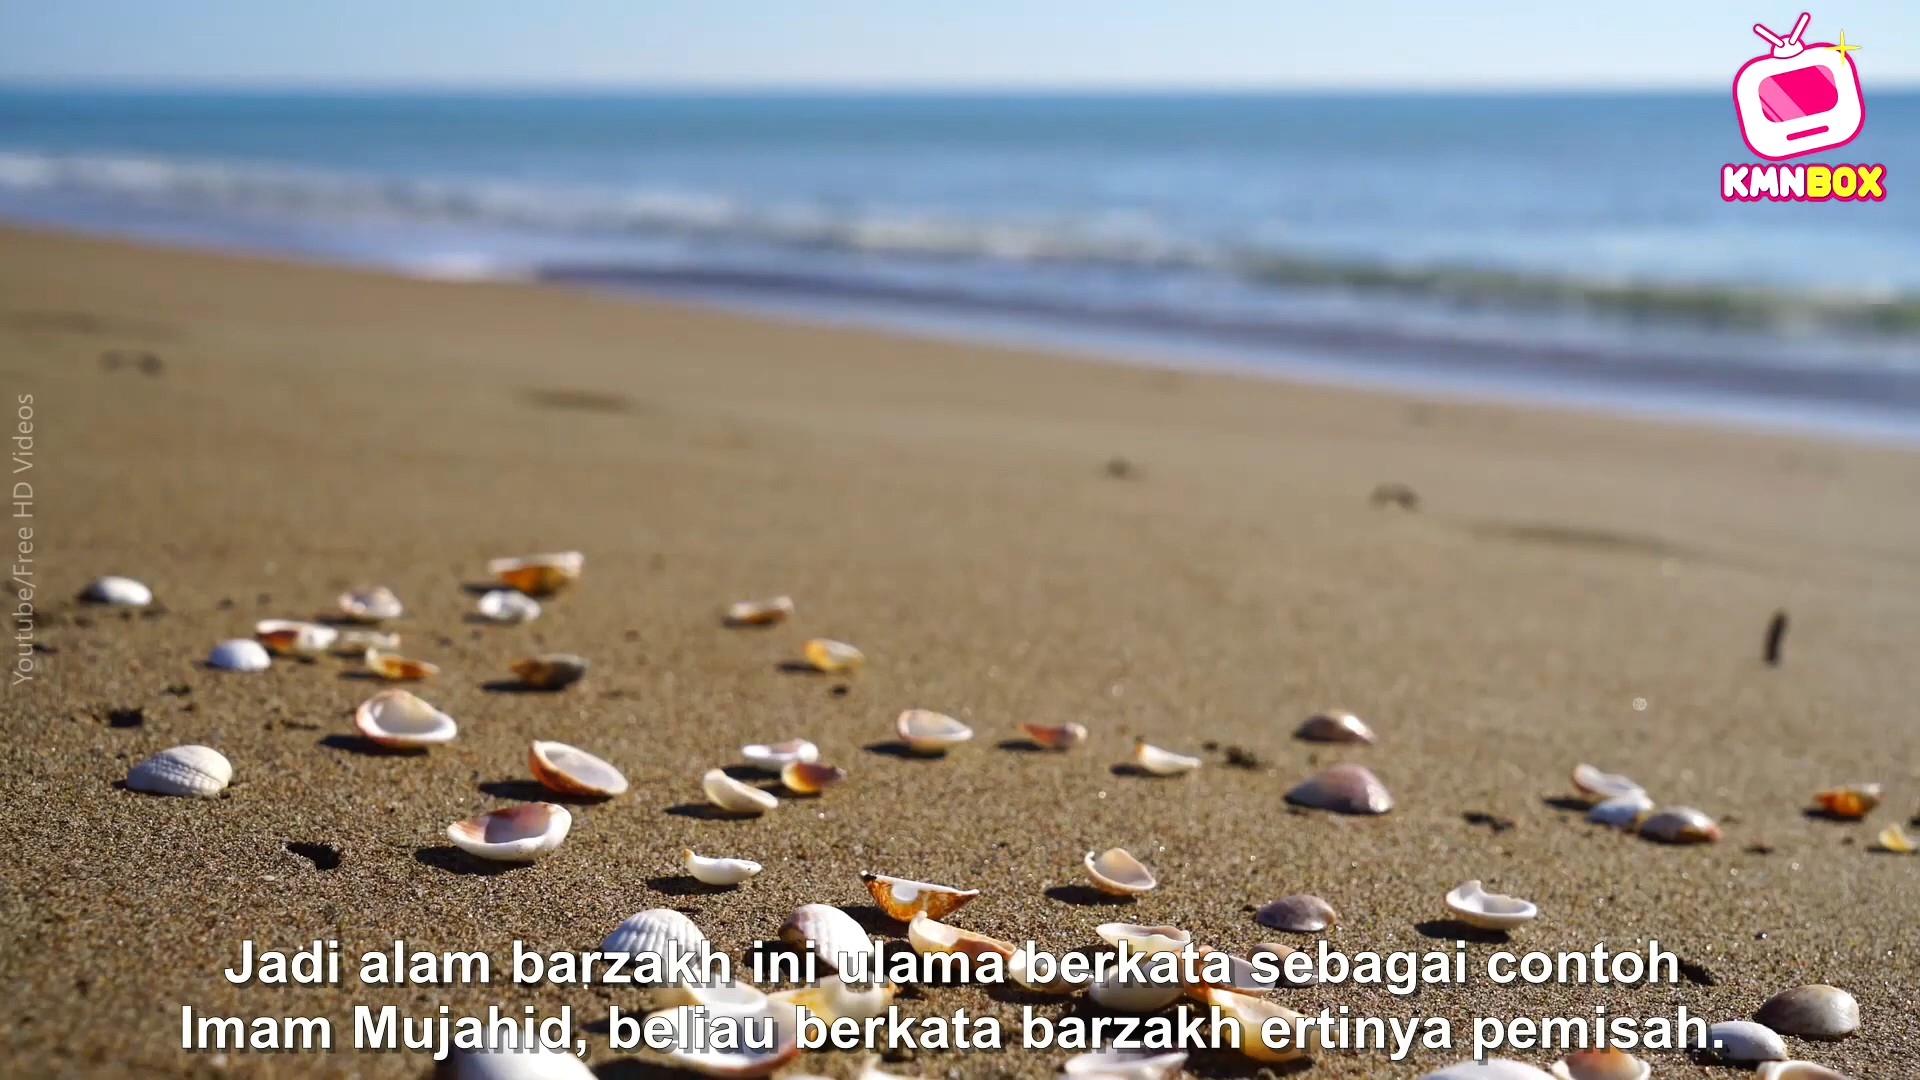 KMNBOX
Youtube/Free HD Videos
Jadi alam barzakh ini ulama berkata sebagai contoh
Imam Mujahid, beliau berkata barzakh ertinya pemisah.